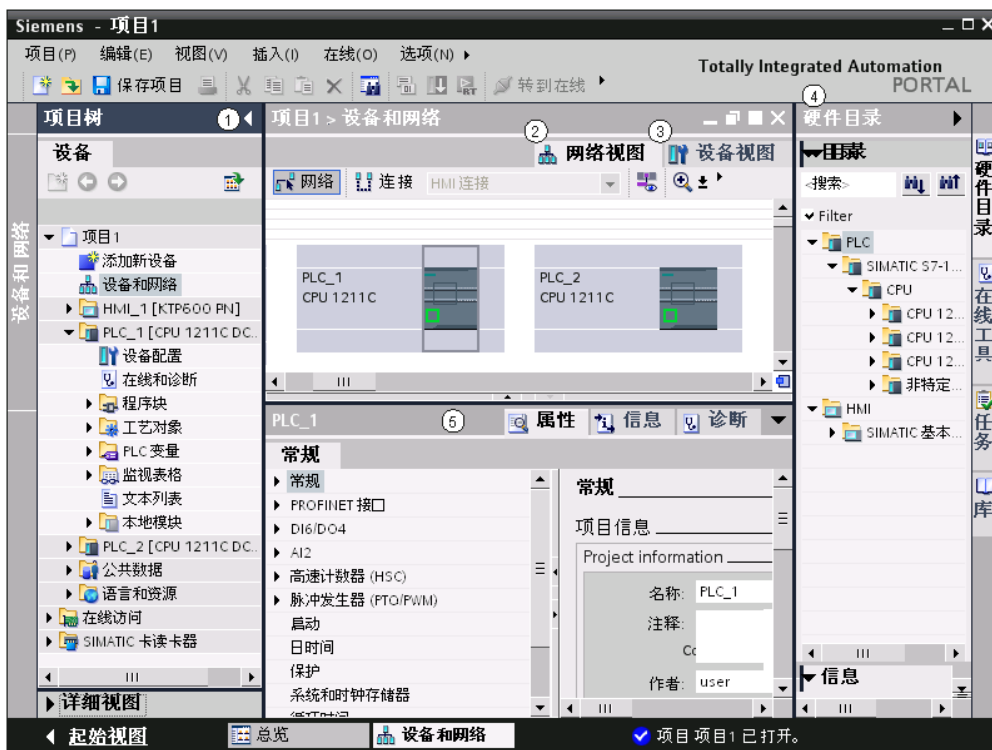 Siemens - 项目1
项目(P) 编辑(E) 视图(V) 插入(I) 在线(O) 选项(N)
Totally Integrated Automation
PORTAL
保存项目 转到在线
项目树 ①
设备
设备和网络
项目1
添加新设备
设备和网络
HMI_1 [KTP600 PN]
PLC_1 [CPU 1211C DC..
设备配置
在线和诊断
程序块
工艺对象
PLC 变量
监视表格
文本列表
本地模块
PLC_2 [CPU 1211C DC..
公共数据
语言和资源
在线访问
SIMATIC 卡读卡器
详细视图
项目1 > 设备和网络
② 网络视图 ③ 设备视图
网络 连接 HMI 连接
PLC_1
CPU 1211C
PLC_2
CPU 1211C
PLC_1 ⑤ 属性 信息 诊断
常规
常规
PROFINET 接口
DI6/DO4
AI2
高速计数器 (HSC)
脉冲发生器 (PTO/PWM)
启动
日时间
保护
系统和时钟存储器
循环时间
常规
项目信息
Project information
名称: PLC_1
注释:
作者: user
④
硬件目录
目录
<搜索>
Filter
PLC
SIMATIC S7-1...
CPU
CPU 12...
CPU 12...
CPU 12...
非特定...
HMI
SIMATIC 基本...
信息
硬件目录
在线工具
任务
库
起始视图 总览 设备和网络 项目 项目1 已打开。